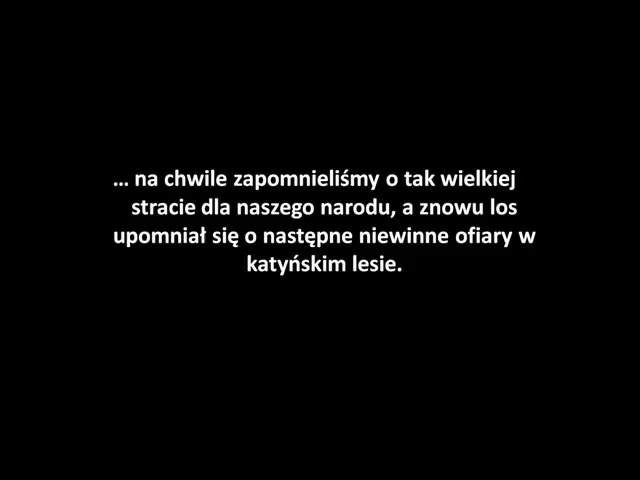 ... na chwile zapomnieliśmy o tak wielkiej
stracie dla naszego narodu, a znowu los
upomniał się o następne niewinne ofiary w
katyńskim lesie.